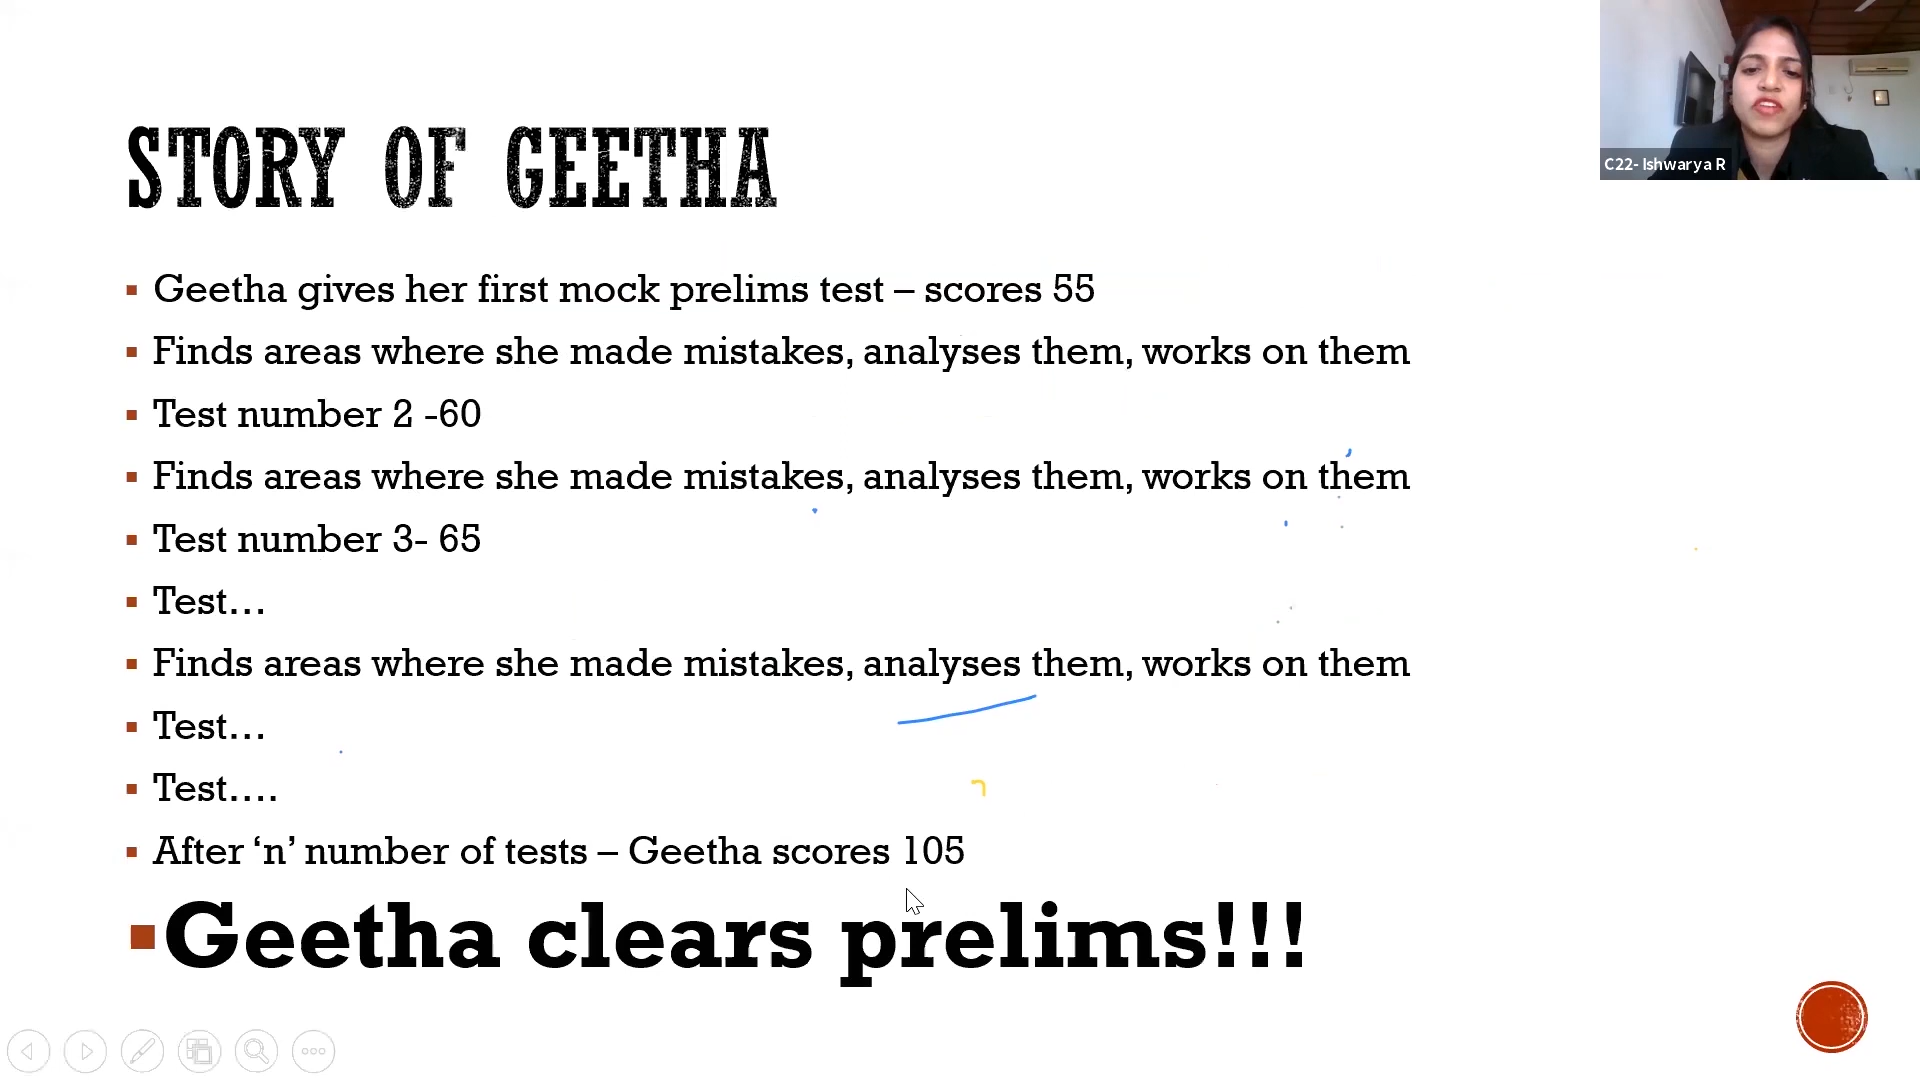 C22- Ishwarya R
STORY OF GEETHA
Geetha gives her first mock prelims test – scores 55
Finds areas where she made mistakes, analyses them, works on them
Test number 2 -60
Finds areas where she made mistakes, analyses them, works on them
Test number 3- 65
Test...
Finds areas where she made mistakes, analyses them, works on them
Test...
Test....
After ‘n’ number of tests – Geetha scores 105
Geetha clears prelims!!!